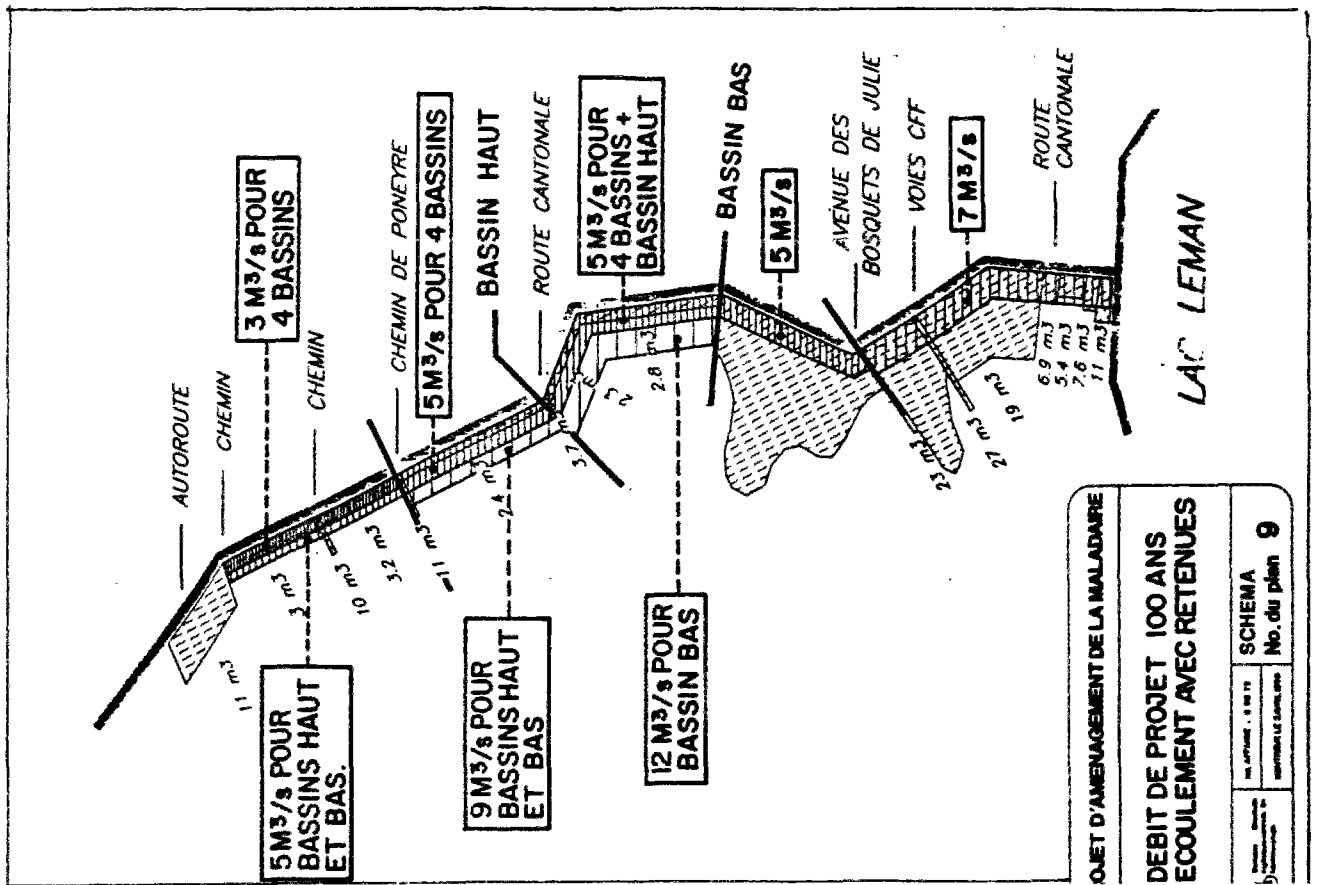 AUTOROUTE
CHEMIN
3 M³/s POUR
4 BASSINS
CHEMIN
CHEMIN DE PONEYRE
5 M³/s POUR 4 BASSINS
BASSIN HAUT
ROUTE CANTONALE
5 M³/s POUR
4 BASSINS +
BASSIN HAUT
BASSIN BAS
5 M³/s
AVENUE DES
BOSQUETS DE JULIE
VOIES CFF
7 M³/s
ROUTE
CANTONALE
LAC LEMAN
11 m3
3 m3
10 m3
3.2 m3
11 m3
2.4 m3
3.7
2.8 m3
23 m3
27 m3
19 m3
6.9 m3
5.4 m3
7.6 m3
11 m3
5 M³/s POUR
BASSINS HAUT
ET BAS.
9 M³/s POUR
BASSINS HAUT
ET BAS
12 M³/s POUR
BASSIN BAS
OJET D'AMENAGEMENT DE LA MALADAIRE
DEBIT DE PROJET 100 ANS
ECOULEMENT AVEC RETENUES
SCHEMA
No. du plan 9